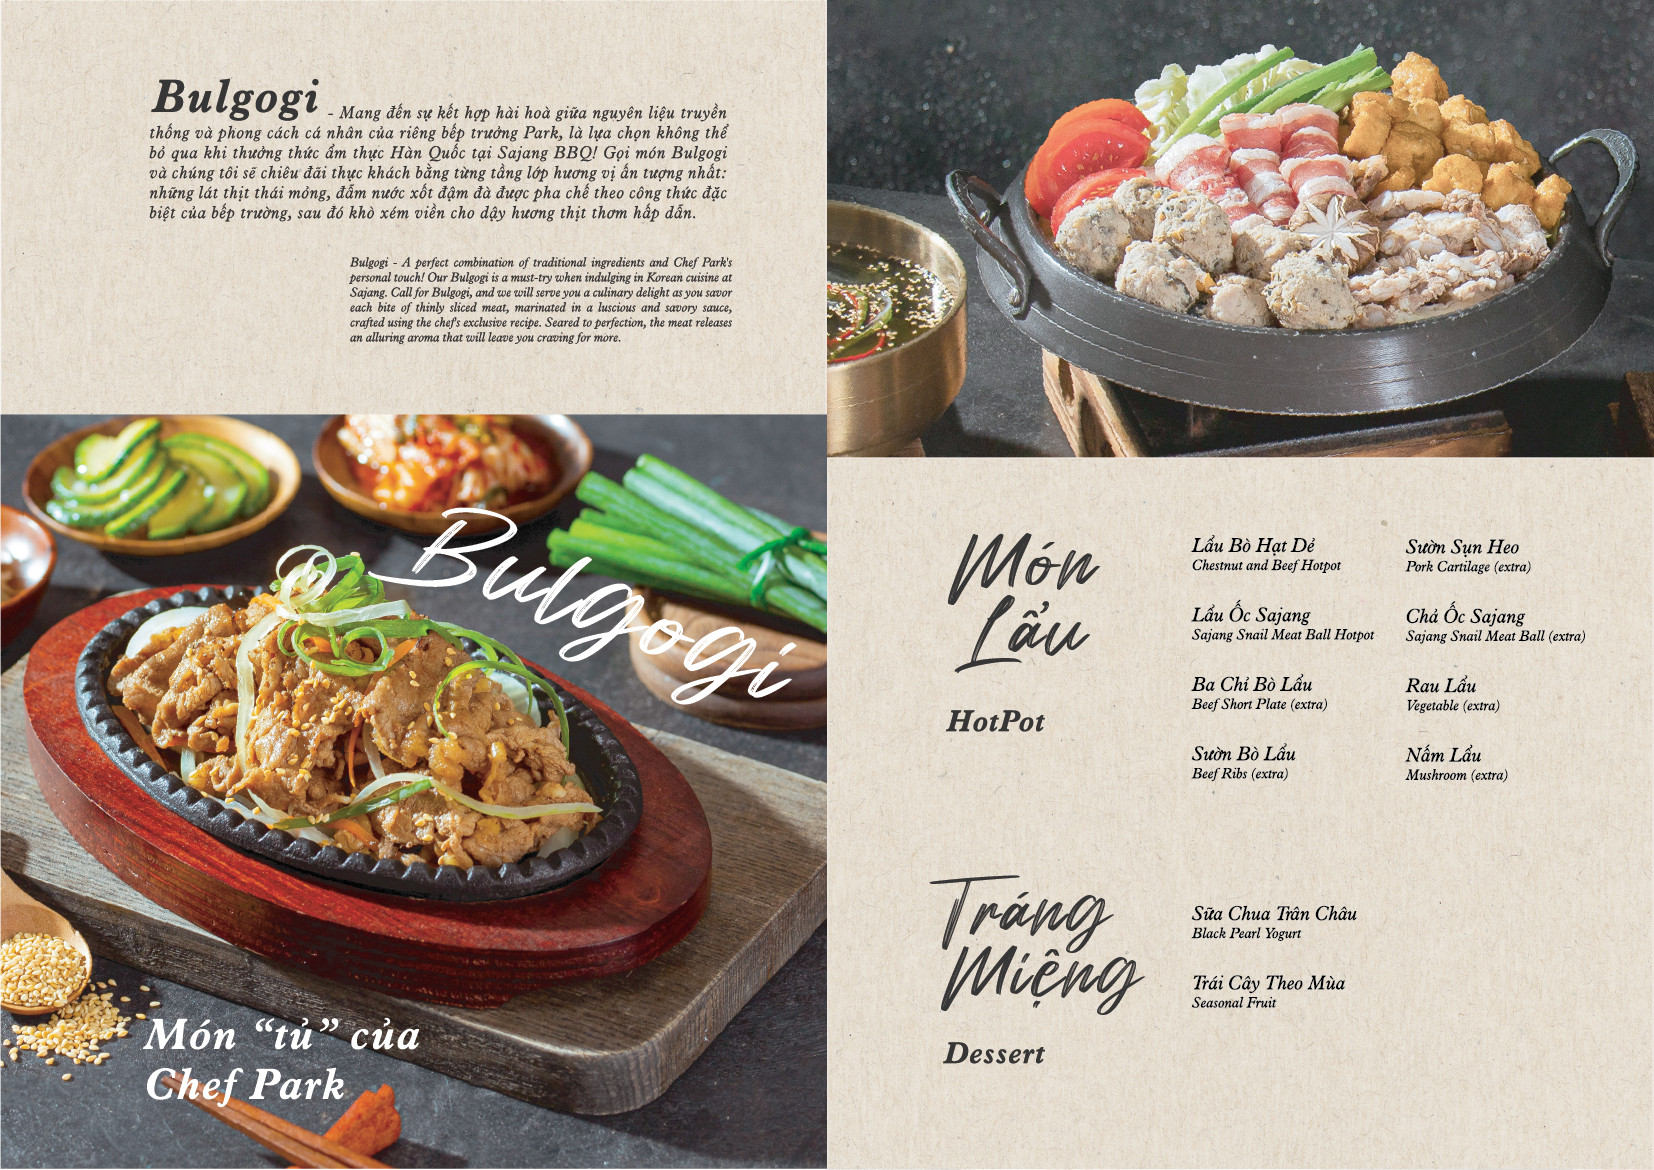 Bulgogi - Mang đến sự kết hợp hài hoà giữa nguyên liệu truyền
thống và phong cách cá nhân của riêng bếp trưởng Park, là lựa chọn không thể
bỏ qua khi thưởng thức ẩm thực Hàn Quốc tại Sajang BBQ! Gọi món Bulgogi
và chúng tôi sẽ chiêu đãi thực khách bằng từng tầng lớp hương vị ấn tượng nhất:
những lát thịt thái mỏng, đẫm nước xốt đậm đà được pha chế theo công thức đặc
biệt của bếp trưởng, sau đó khò xém viền cho dậy hương thịt thơm hấp dẫn.
Bulgogi - A perfect combination of traditional ingredients and Chef Park's
personal touch! Our Bulgogi is a must-try when indulging in Korean cuisine at
Sajang. Call for Bulgogi, and we will serve you a culinary delight as you savor
each bite of thinly sliced meat, marinated in a luscious and savory sauce,
crafted using the chef's exclusive recipe. Seared to perfection, the meat releases
an alluring aroma that will leave you craving for more.
Bulgogi
Món “tủ” của
Chef Park
Món
Lẩu
HotPot
Lẩu Bò Hạt Dẻ
Chestnut and Beef Hotpot
Lẩu Ốc Sajang
Sajang Snail Meat Ball Hotpot
Ba Chỉ Bò Lẩu
Beef Short Plate (extra)
Sườn Bò Lẩu
Beef Ribs (extra)
Sườn Sụn Heo
Pork Cartilage (extra)
Chả Ốc Sajang
Sajang Snail Meat Ball (extra)
Rau Lẩu
Vegetable (extra)
Nấm Lẩu
Mushroom (extra)
Tráng
Miệng
Dessert
Sữa Chua Trân Châu
Black Pearl Yogurt
Trái Cây Theo Mùa
Seasonal Fruit